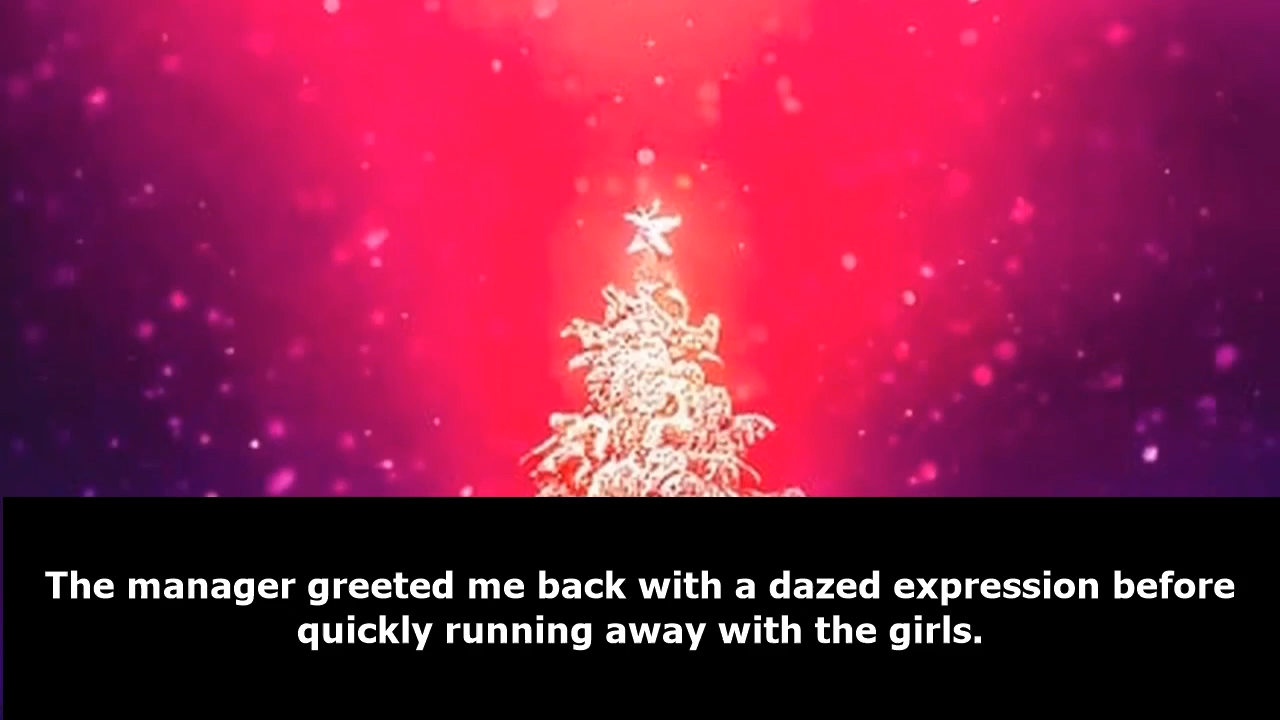 The manager greeted me back with a dazed expression before
quickly running away with the girls.